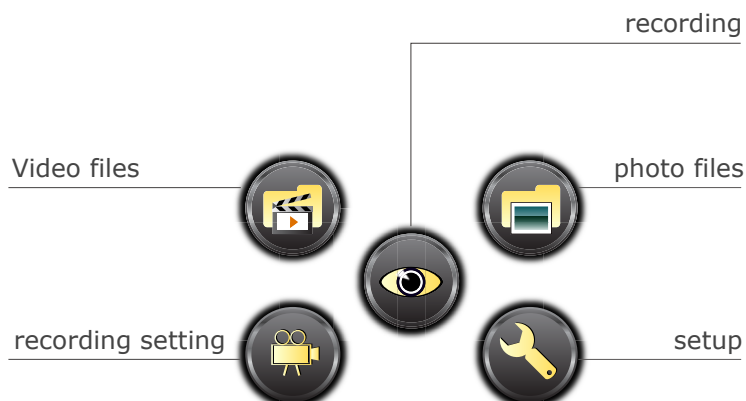 recording
Video files
photo files
recording setting
setup